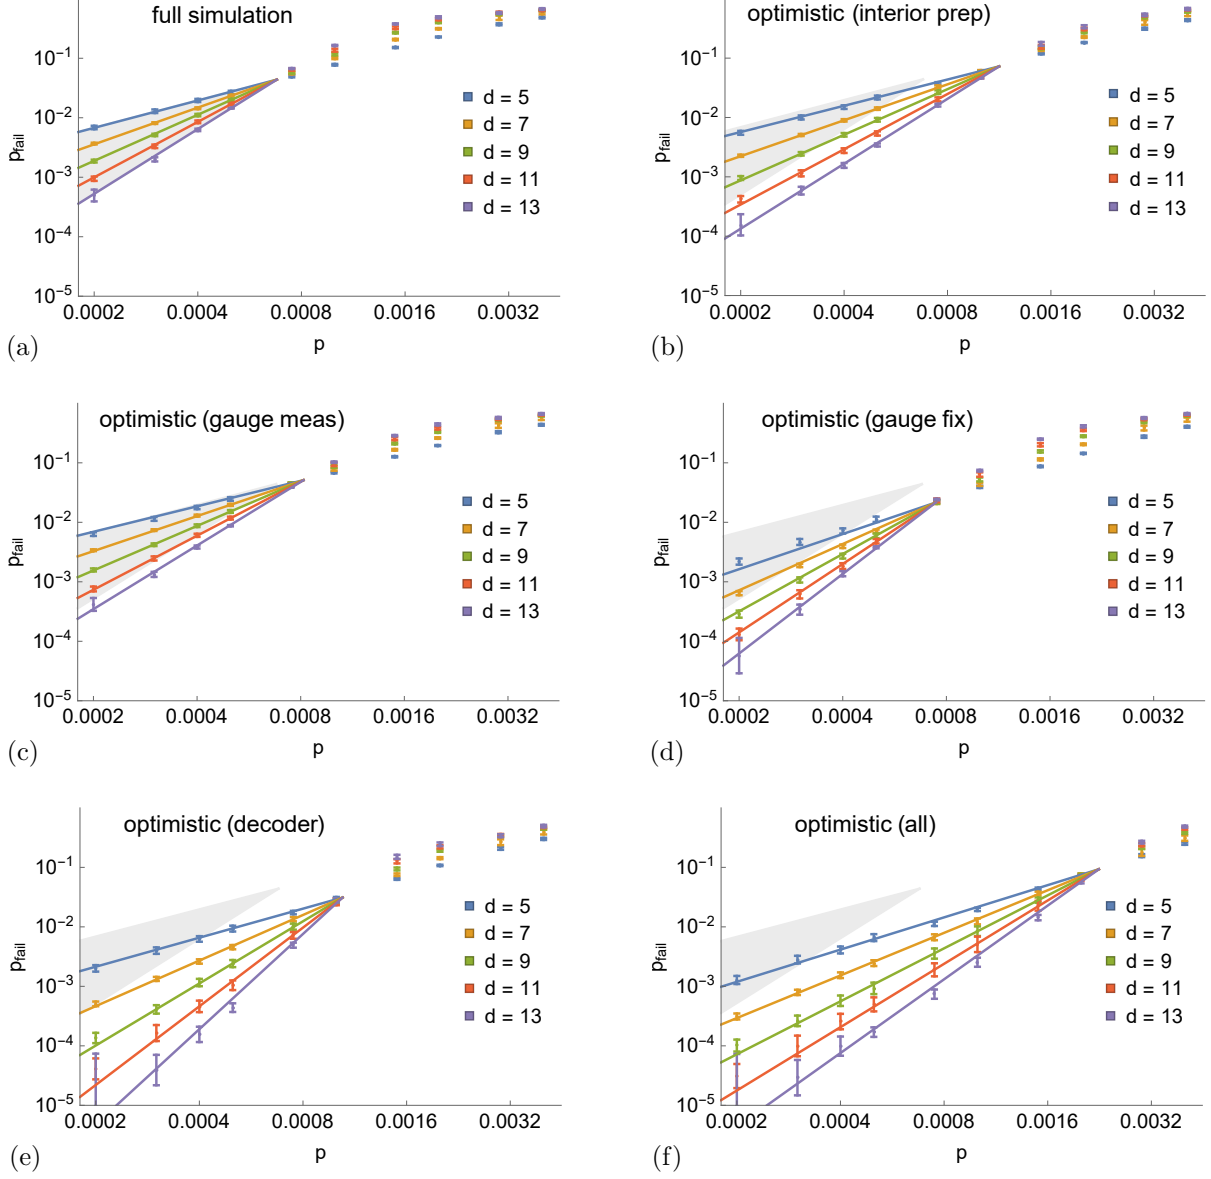 full simulation
10⁻¹
10⁻²
10⁻³
10⁻⁴
10⁻⁵
p_fail
d = 5
d = 7
d = 9
d = 11
d = 13
0.0002 0.0004 0.0008 0.0016 0.0032
p
(a)
optimistic (interior prep)
10⁻¹
10⁻²
10⁻³
10⁻⁴
10⁻⁵
p_fail
d = 5
d = 7
d = 9
d = 11
d = 13
0.0002 0.0004 0.0008 0.0016 0.0032
p
(b)
optimistic (gauge meas)
10⁻¹
10⁻²
10⁻³
10⁻⁴
10⁻⁵
p_fail
d = 5
d = 7
d = 9
d = 11
d = 13
0.0002 0.0004 0.0008 0.0016 0.0032
p
(c)
optimistic (gauge fix)
10⁻¹
10⁻²
10⁻³
10⁻⁴
10⁻⁵
p_fail
d = 5
d = 7
d = 9
d = 11
d = 13
0.0002 0.0004 0.0008 0.0016 0.0032
p
(d)
optimistic (decoder)
10⁻¹
10⁻²
10⁻³
10⁻⁴
10⁻⁵
p_fail
d = 5
d = 7
d = 9
d = 11
d = 13
0.0002 0.0004 0.0008 0.0016 0.0032
p
(e)
optimistic (all)
10⁻¹
10⁻²
10⁻³
10⁻⁴
10⁻⁵
p_fail
d = 5
d = 7
d = 9
d = 11
d = 13
0.0002 0.0004 0.0008 0.0016 0.0032
p
(f)